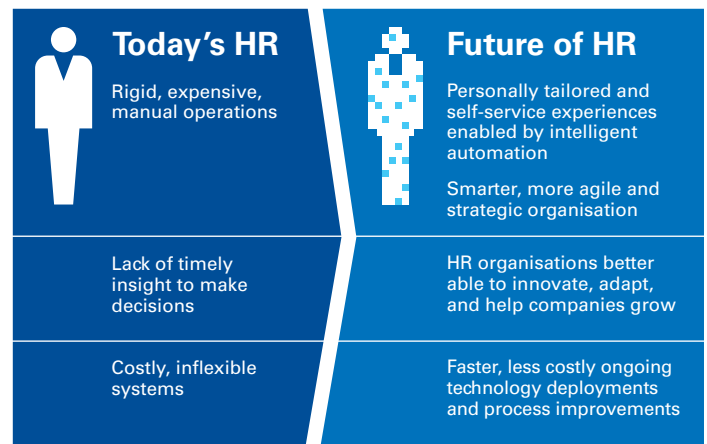 Today’s HR
Rigid, expensive,
manual operations
Lack of timely
insight to make
decisions
Costly, inflexible
systems
Future of HR
Personally tailored and
self-service experiences
enabled by intelligent
automation
Smarter, more agile and
strategic organisation
HR organisations better
able to innovate, adapt,
and help companies grow
Faster, less costly ongoing
technology deployments
and process improvements